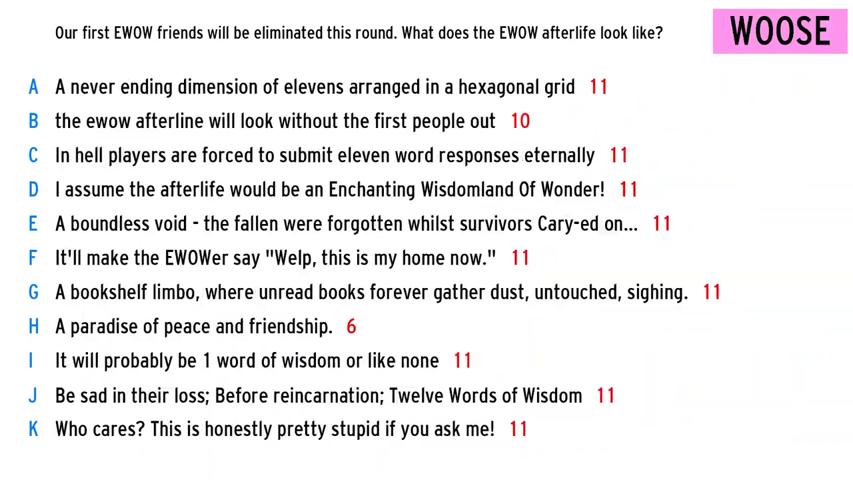 Our first EWOW friends will be eliminated this round. What does the EWOW afterlife look like?
WOOSE
A A never ending dimension of elevens arranged in a hexagonal grid 11
B the ewow afterline will look without the first people out 10
C In hell players are forced to submit eleven word responses eternally 11
D I assume the afterlife would be an Enchanting Wisdomland Of Wonder! 11
E A boundless void - the fallen were forgotten whilst survivors Cary-ed on... 11
F It'll make the EWOWer say "Welp, this is my home now." 11
G A bookshelf limbo, where unread books forever gather dust, untouched, sighing. 11
H A paradise of peace and friendship. 6
I It will probably be 1 word of wisdom or like none 11
J Be sad in their loss; Before reincarnation; Twelve Words of Wisdom 11
K Who cares? This is honestly pretty stupid if you ask me! 11